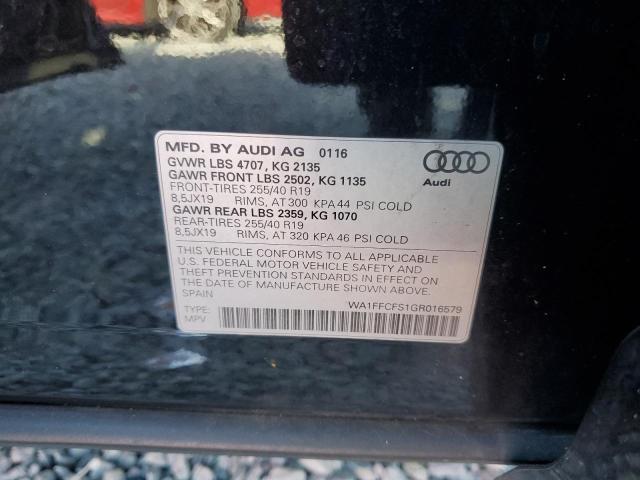 MFD. BY AUDI AG 0116
GVWR LBS 4707, KG 2135
GAWR FRONT LBS 2502, KG 1135
FRONT-TIRES 255/40 R19
8,5JX19 RIMS, AT 300 KPA 44 PSI COLD
GAWR REAR LBS 2359, KG 1070
REAR-TIRES 255/40 R19
8,5JX19 RIMS, AT 320 KPA 46 PSI COLD
Audi
THIS VEHICLE CONFORMS TO ALL APPLICABLE
U.S. FEDERAL MOTOR VEHICLE SAFETY AND
THEFT PREVENTION STANDARDS IN EFFECT ON
THE DATE OF MANUFACTURE SHOWN ABOVE.
SPAIN
WA1FFCFS1GR016579
TYPE:
MPV